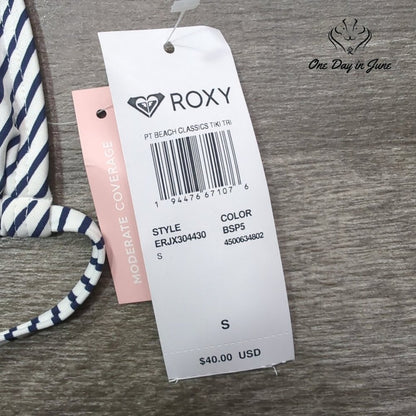 One Day in June
ROXY
PT BEACH CLASSICS TIKI TRI
1 94476 67107 6
STYLE COLOR
ERJX304430 BSP5
S 4500634802
S
$40.00 USD
MODERATE COVERAGE